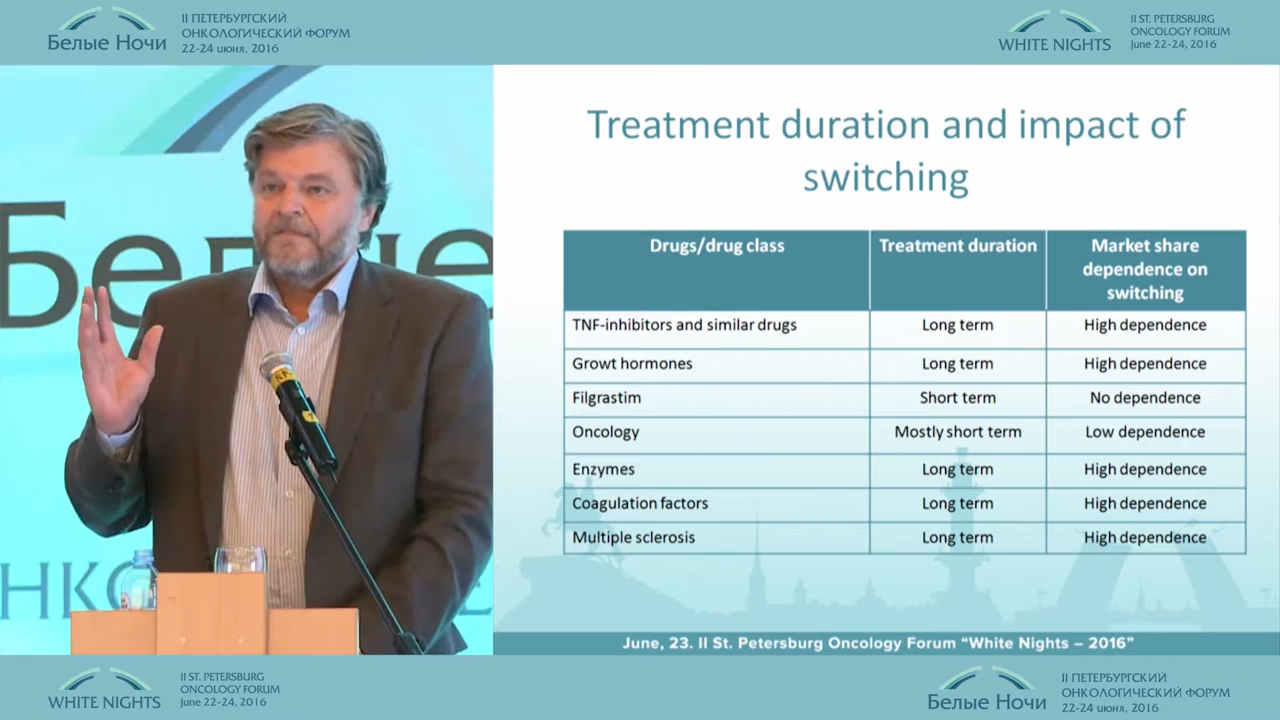 Белые Ночи
II ПЕТЕРБУРГСКИЙ
ОНКОЛОГИЧЕСКИЙ ФОРУМ
22-24 июня, 2016
WHITE NIGHTS
II ST. PETERSBURG
ONCOLOGY FORUM
June 22-24, 2016
Treatment duration and impact of
switching
Drugs/drug class
Treatment duration
Market share
dependence on
switching
TNF-inhibitors and similar drugs
Long term
High dependence
Growt hormones
Long term
High dependence
Filgrastim
Short term
No dependence
Oncology
Mostly short term
Low dependence
Enzymes
Long term
High dependence
Coagulation factors
Long term
High dependence
Multiple sclerosis
Long term
High dependence
June, 23. II St. Petersburg Oncology Forum “White Nights – 2016”
WHITE NIGHTS
II ST. PETERSBURG
ONCOLOGY FORUM
June 22-24, 2016
Белые Ночи
II ПЕТЕРБУРГСКИЙ
ОНКОЛОГИЧЕСКИЙ ФОРУМ
22-24 июня, 2016